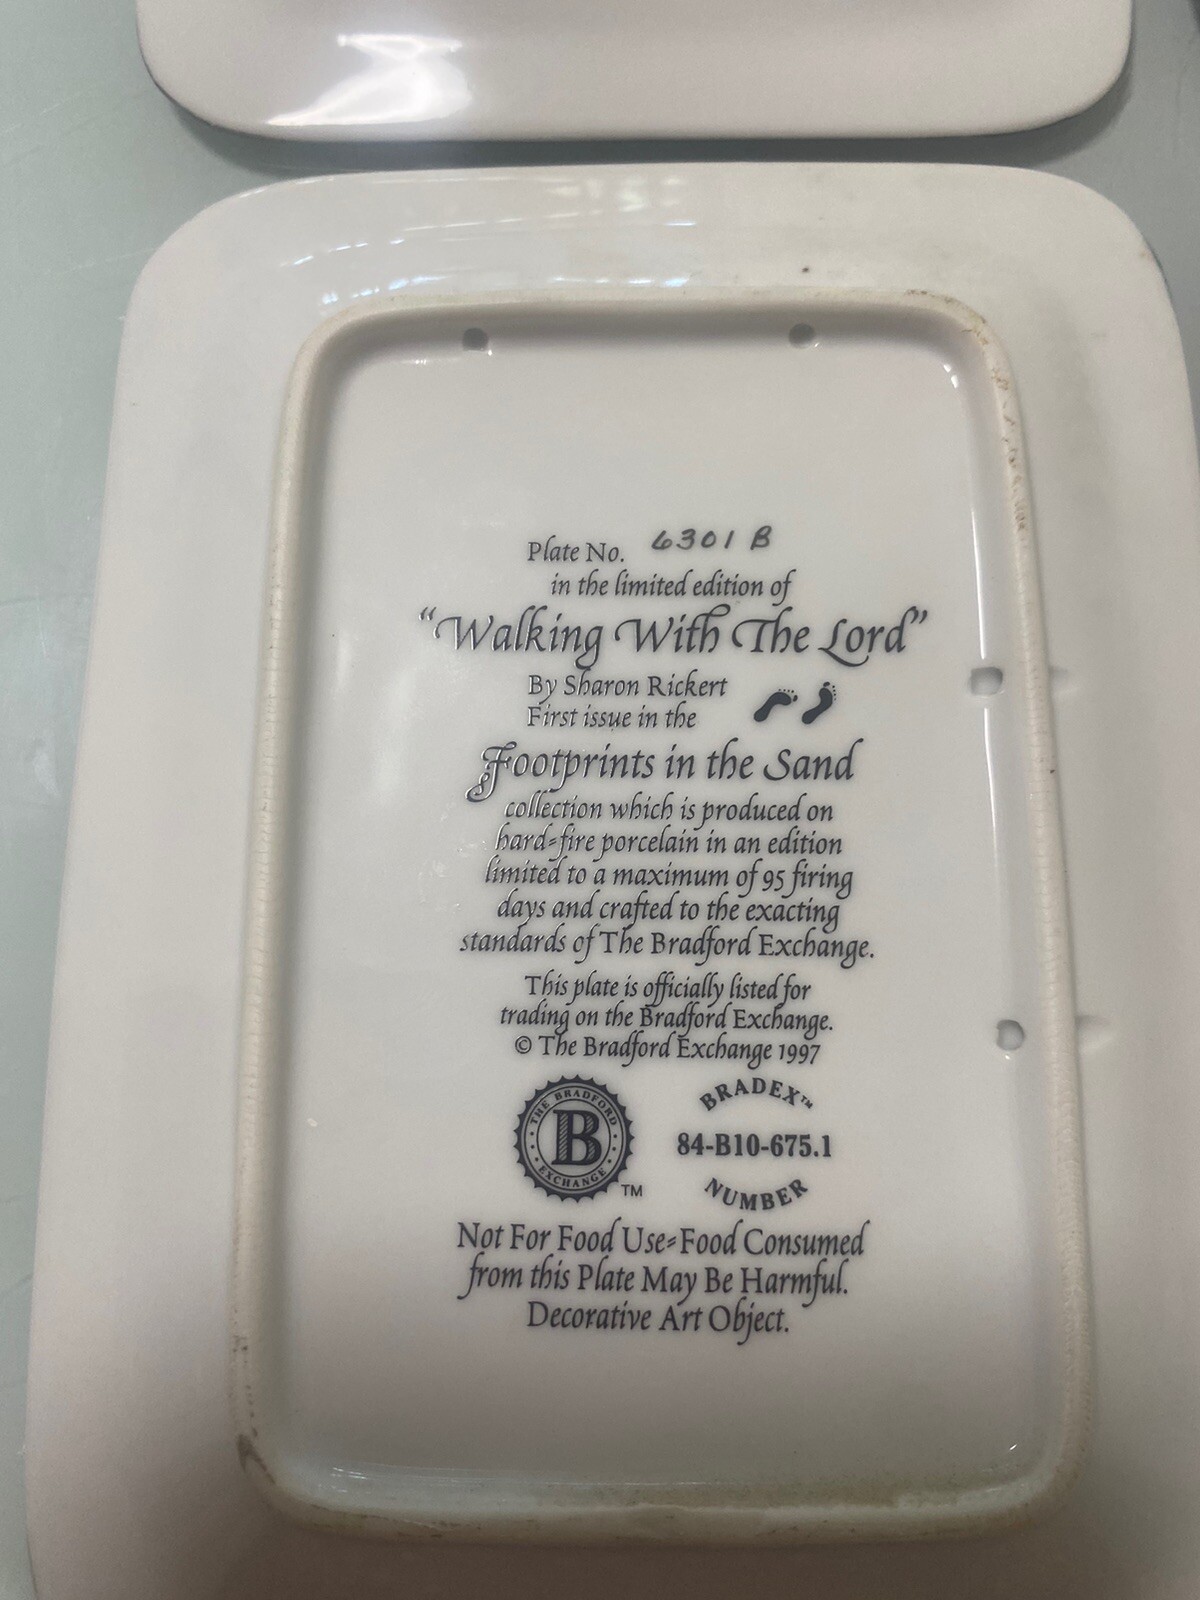 Plate No. 6301 B
in the limited edition of
“Walking With The Lord”
By Sharon Rickert
First issue in the
Footprints in the Sand
collection which is produced on
hard=fire porcelain in an edition
limited to a maximum of 95 firing
days and crafted to the exacting
standards of The Bradford Exchange.
This plate is officially listed for
trading on the Bradford Exchange.
© The Bradford Exchange 1997
THE BRADFORD
B
EXCHANGE
TM
BRADEX™
84-B10-675.1
NUMBER
Not For Food Use=Food Consumed
from this Plate May Be Harmful.
Decorative Art Object.